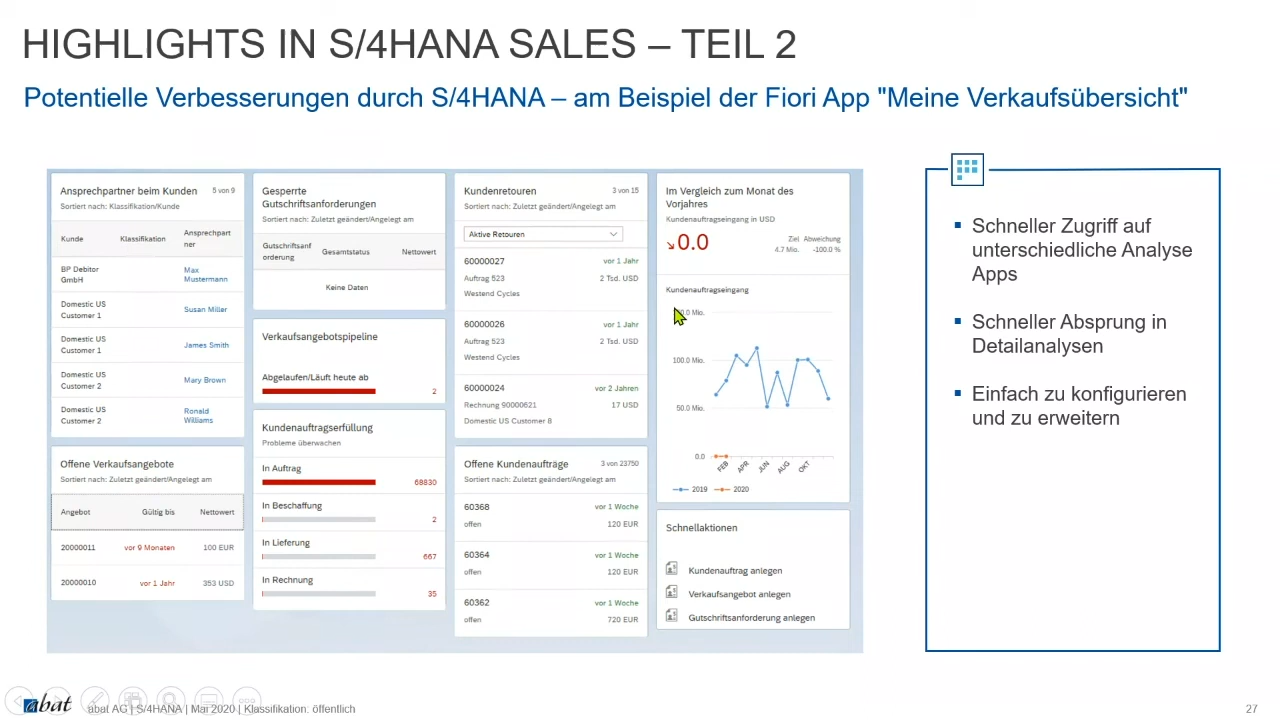 HIGHLIGHTS IN S/4HANA SALES – TEIL 2
Potentielle Verbesserungen durch S/4HANA – am Beispiel der Fiori App "Meine Verkaufsübersicht"
Ansprechpartner beim Kunden 5 von 9
Sortiert nach: Klassifikation/Kunde
Kunde Klassifikation Ansprechpart
ner
BP Debitor
GmbH
Max
Mustermann
Domestic US
Customer 1
Susan Miller
Domestic US
Customer 1
James Smith
Domestic US
Customer 2
Mary Brown
Domestic US
Customer 2
Ronald
Williams
Offene Verkaufsangebote
Sortiert nach: Zuletzt geändert/Angelegt am
Angebot Gültig bis Nettowert
20000011 vor 9 Monaten 100 EUR
20000010 vor 1 Jahr 353 USD
Gesperrte
Gutschriftsanforderungen
Sortiert nach: Zuletzt geändert/Angelegt am
Gutschriftsanf
orderung
Gesamtstatus Nettowert
Keine Daten
Verkaufsangebotspipeline
Abgelaufen/Läuft heute ab
2
Kundenauftragserfüllung
Probleme überwachen
In Auftrag
68830
In Beschaffung
2
In Lieferung
667
In Rechnung
35
Kundenretouren 3 von 15
Sortiert nach: Zuletzt geändert/Angelegt am
Aktive Retouren
60000027 vor 1 Jahr
Auftrag 523 2 Tsd. USD
Westend Cycles
60000026 vor 1 Jahr
Auftrag 523 2 Tsd. USD
Westend Cycles
60000024 vor 2 Jahren
Rechnung 90000621 17 USD
Domestic US Customer 8
Offene Kundenaufträge 3 von 23750
Sortiert nach: Zuletzt geändert/Angelegt am
60368 vor 1 Woche
offen 120 EUR
60364 vor 1 Woche
offen 120 EUR
60362 vor 1 Woche
offen 720 EUR
Im Vergleich zum Monat des
Vorjahres
Kundenauftragseingang in USD
0.0
Ziel Abweichung
4.7 Mio. -100.0 %
Kundenauftragseingang
0.0 Mio.
100.0 Mio.
50.0 Mio.
0.0
FEB APR JUN AUG OKT
2019 2020
Schnellaktionen
Kundenauftrag anlegen
Verkaufsangebot anlegen
Gutschriftsanforderung anlegen
▪ Schneller Zugriff auf
unterschiedliche Analyse
Apps
▪ Schneller Absprung in
Detailanalysen
▪ Einfach zu konfigurieren
und zu erweitern
abat
abat AG | S/4HANA | Mai 2020 | Klassifikation: öffentlich
27